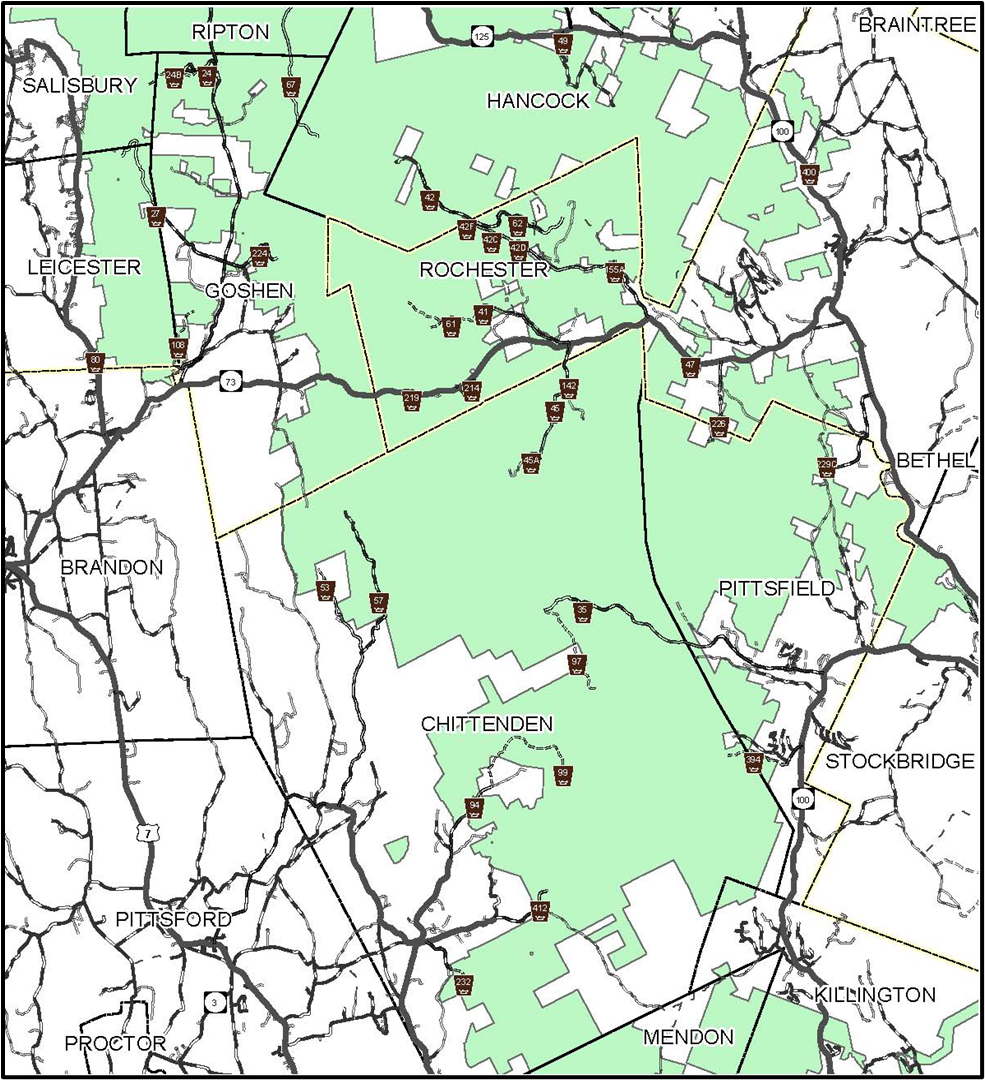 BRAINTREE
RIPTON
125
49
SALISBURY
24B
24
67
HANCOCK
100
400
42
27
42F
62
42C
42D
224
LEICESTER
ROCHESTER
55A
GOSHEN
41
61
108
80
47
73
142
214
219
45
226
45A
BETHEL
BRANDON
53
57
PITTSFIELD
35
97
CHITTENDEN
STOCKBRIDGE
394
99
100
94
7
412
PITTSFORD
232
KILLINGTON
3
MENDON
PROCTOR